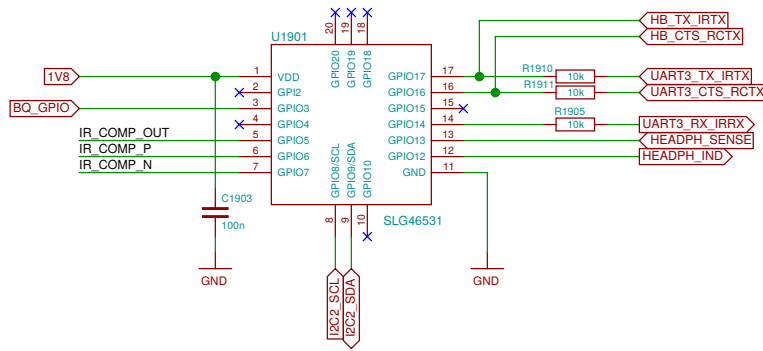 HB_TX_IRTX
HB_CTS_RCTX
U1901
20 19 18
GPIO20 GPIO19 GPIO18
1V8 1 VDD GPIO17 17 R1910 10k UART3_TX_IRTX
2 GPI2 GPIO16 16 R1911 10k UART3_CTS_RCTX
BQ_GPIO 3 GPIO3 GPIO15 15
4 GPIO4 GPIO14 14 R1905 10k UART3_RX_IRRX
IR_COMP_OUT 5 GPIO5 GPIO13 13 HEADPH_SENSE
IR_COMP_P 6 GPIO6 GPIO12 12 HEADPH_IND
IR_COMP_N 7 GPIO7 GND 11
GPIO8/SCL GPIO9/SDA GPIO10
8 9 10
C1903
100n
SLG46531
GND
GND
I2C2_SCL
I2C2_SDA